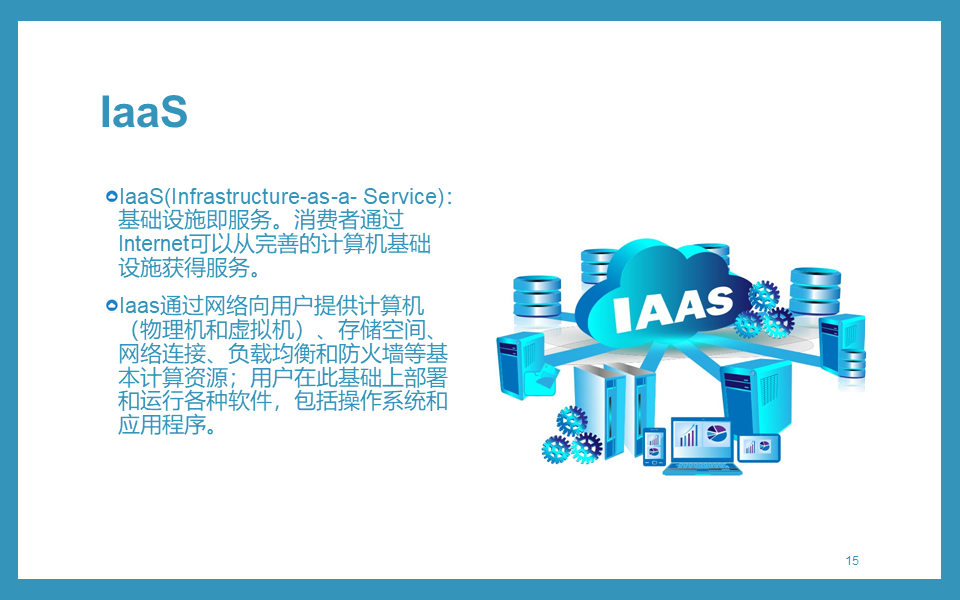 IaaS
IaaS(Infrastructure-as-a- Service)：
基础设施即服务。消费者通过
Internet可以从完善的计算机基础
设施获得服务。
Iaas通过网络向用户提供计算机
（物理机和虚拟机）、存储空间、
网络连接、负载均衡和防火墙等基
本计算资源；用户在此基础上部署
和运行各种软件，包括操作系统和
应用程序。
IAAS
15